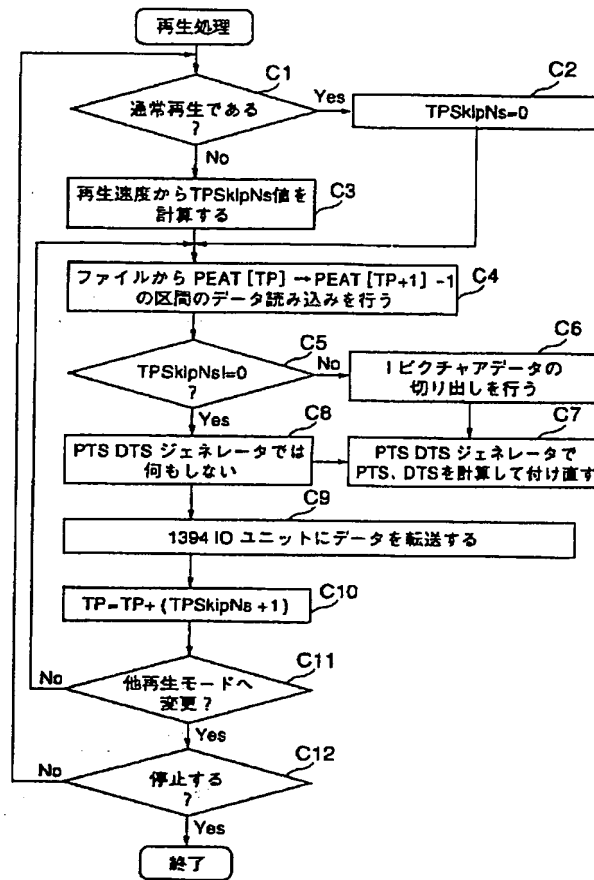 再生処理
C1
通常再生である
?
Yes
No
C2
TPSkipNs=0
C3
再生速度からTPSkipNs値を
計算する
C4
ファイルから PEAT [TP] →PEAT [TP+1] -1
の区間のデータ読み込みを行う
C5
TPSkipNs!=0
?
No
Yes
C6
I ピクチャアデータの
切り出しを行う
C8
PTS DTS ジェネレータでは
何もしない
C7
PTS DTS ジェネレータで
PTS、DTSを計算して付け直す
C9
1394 IO ユニットにデータを転送する
C10
TP=TP+ (TPSkipNs +1)
C11
他再生モードへ
変更?
No
Yes
C12
停止する
?
No
Yes
終了